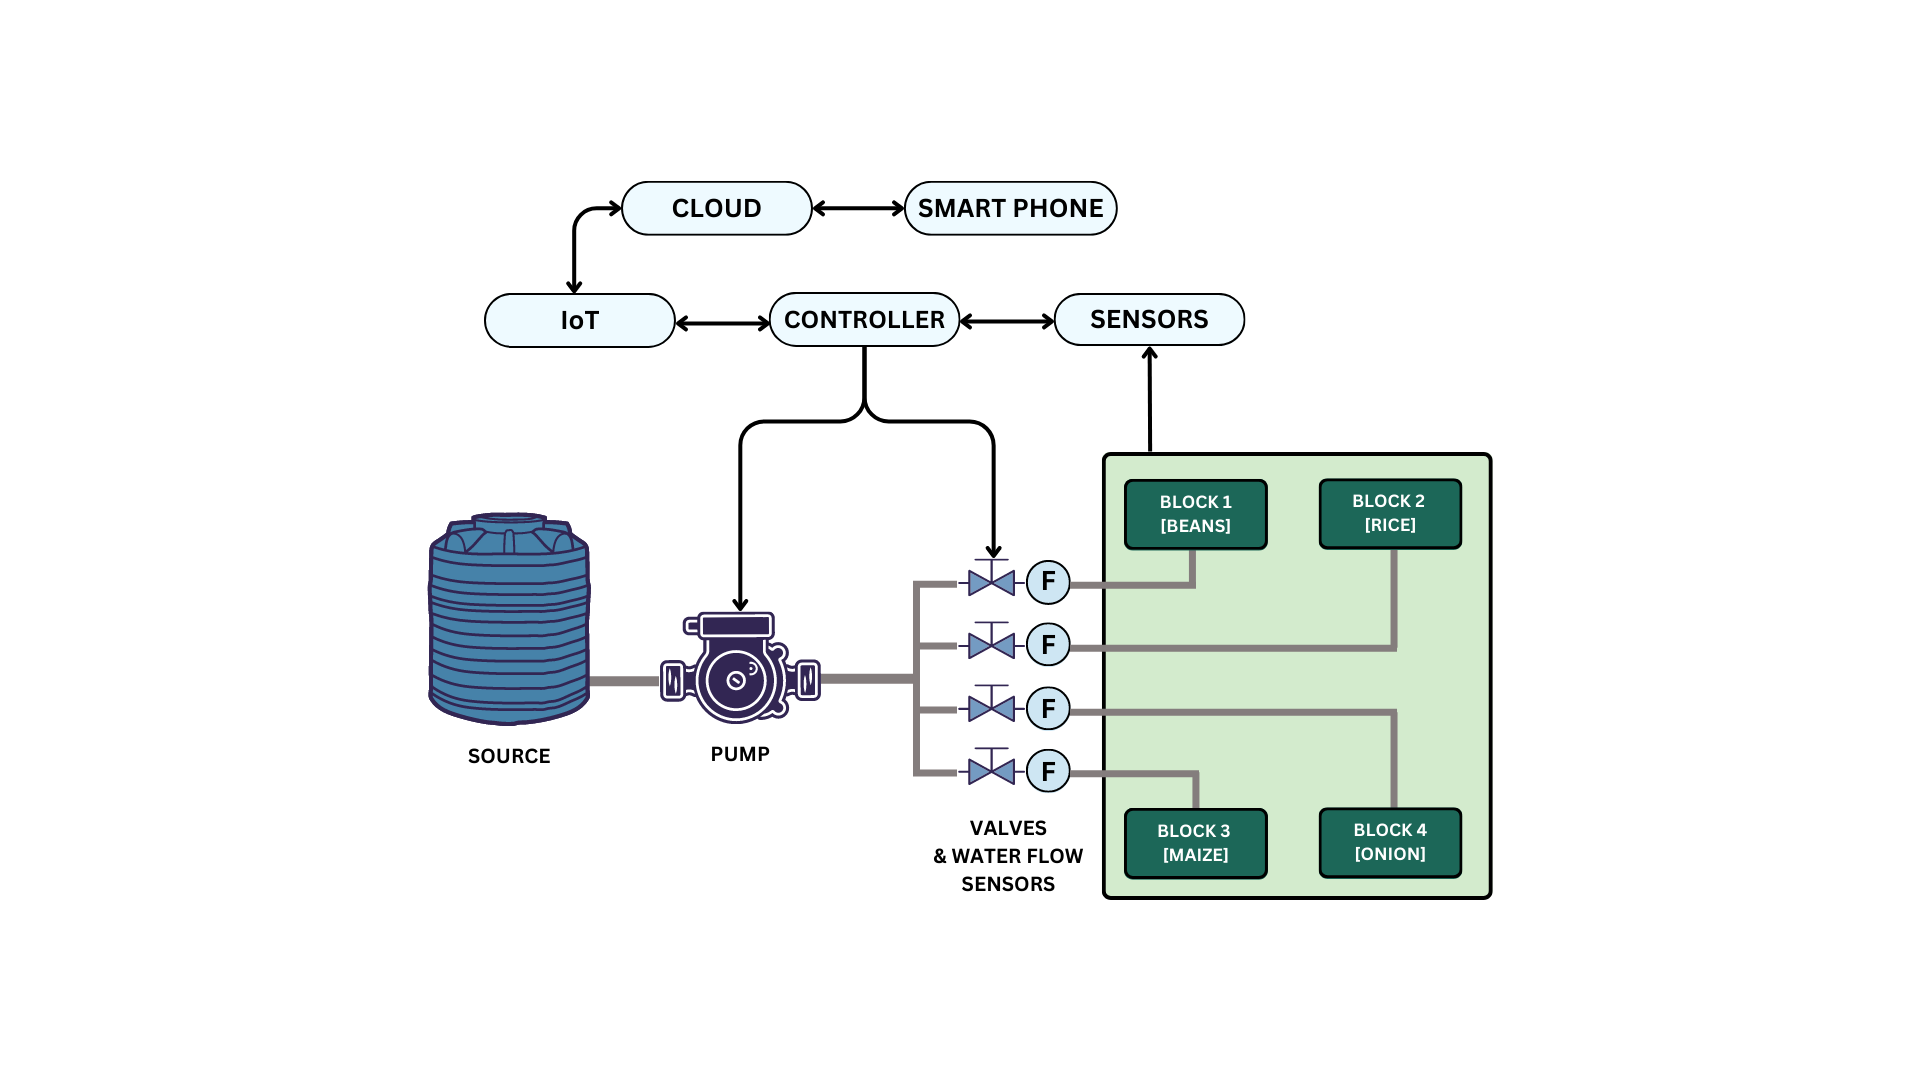 CLOUD
SMART PHONE
IoT
CONTROLLER
SENSORS
BLOCK 1
[BEANS]
BLOCK 2
[RICE]
F
F
F
F
SOURCE
PUMP
VALVES
& WATER FLOW
SENSORS
BLOCK 3
[MAIZE]
BLOCK 4
[ONION]